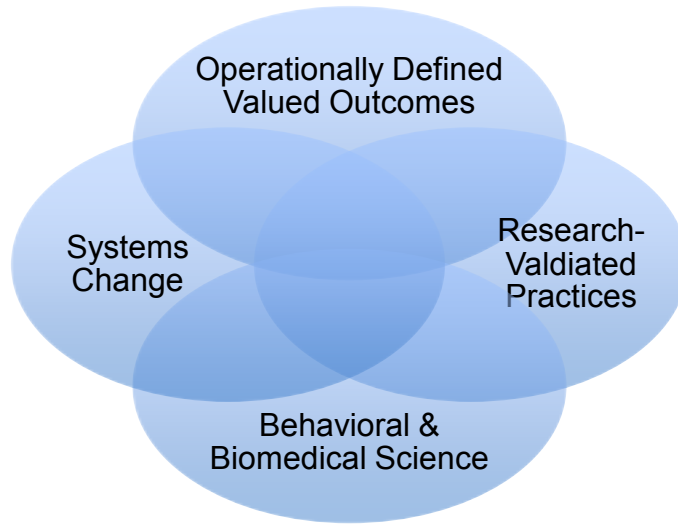 Operationally Defined
Valued Outcomes
Systems
Change
Research-
Valdiated
Practices
Behavioral &
Biomedical Science